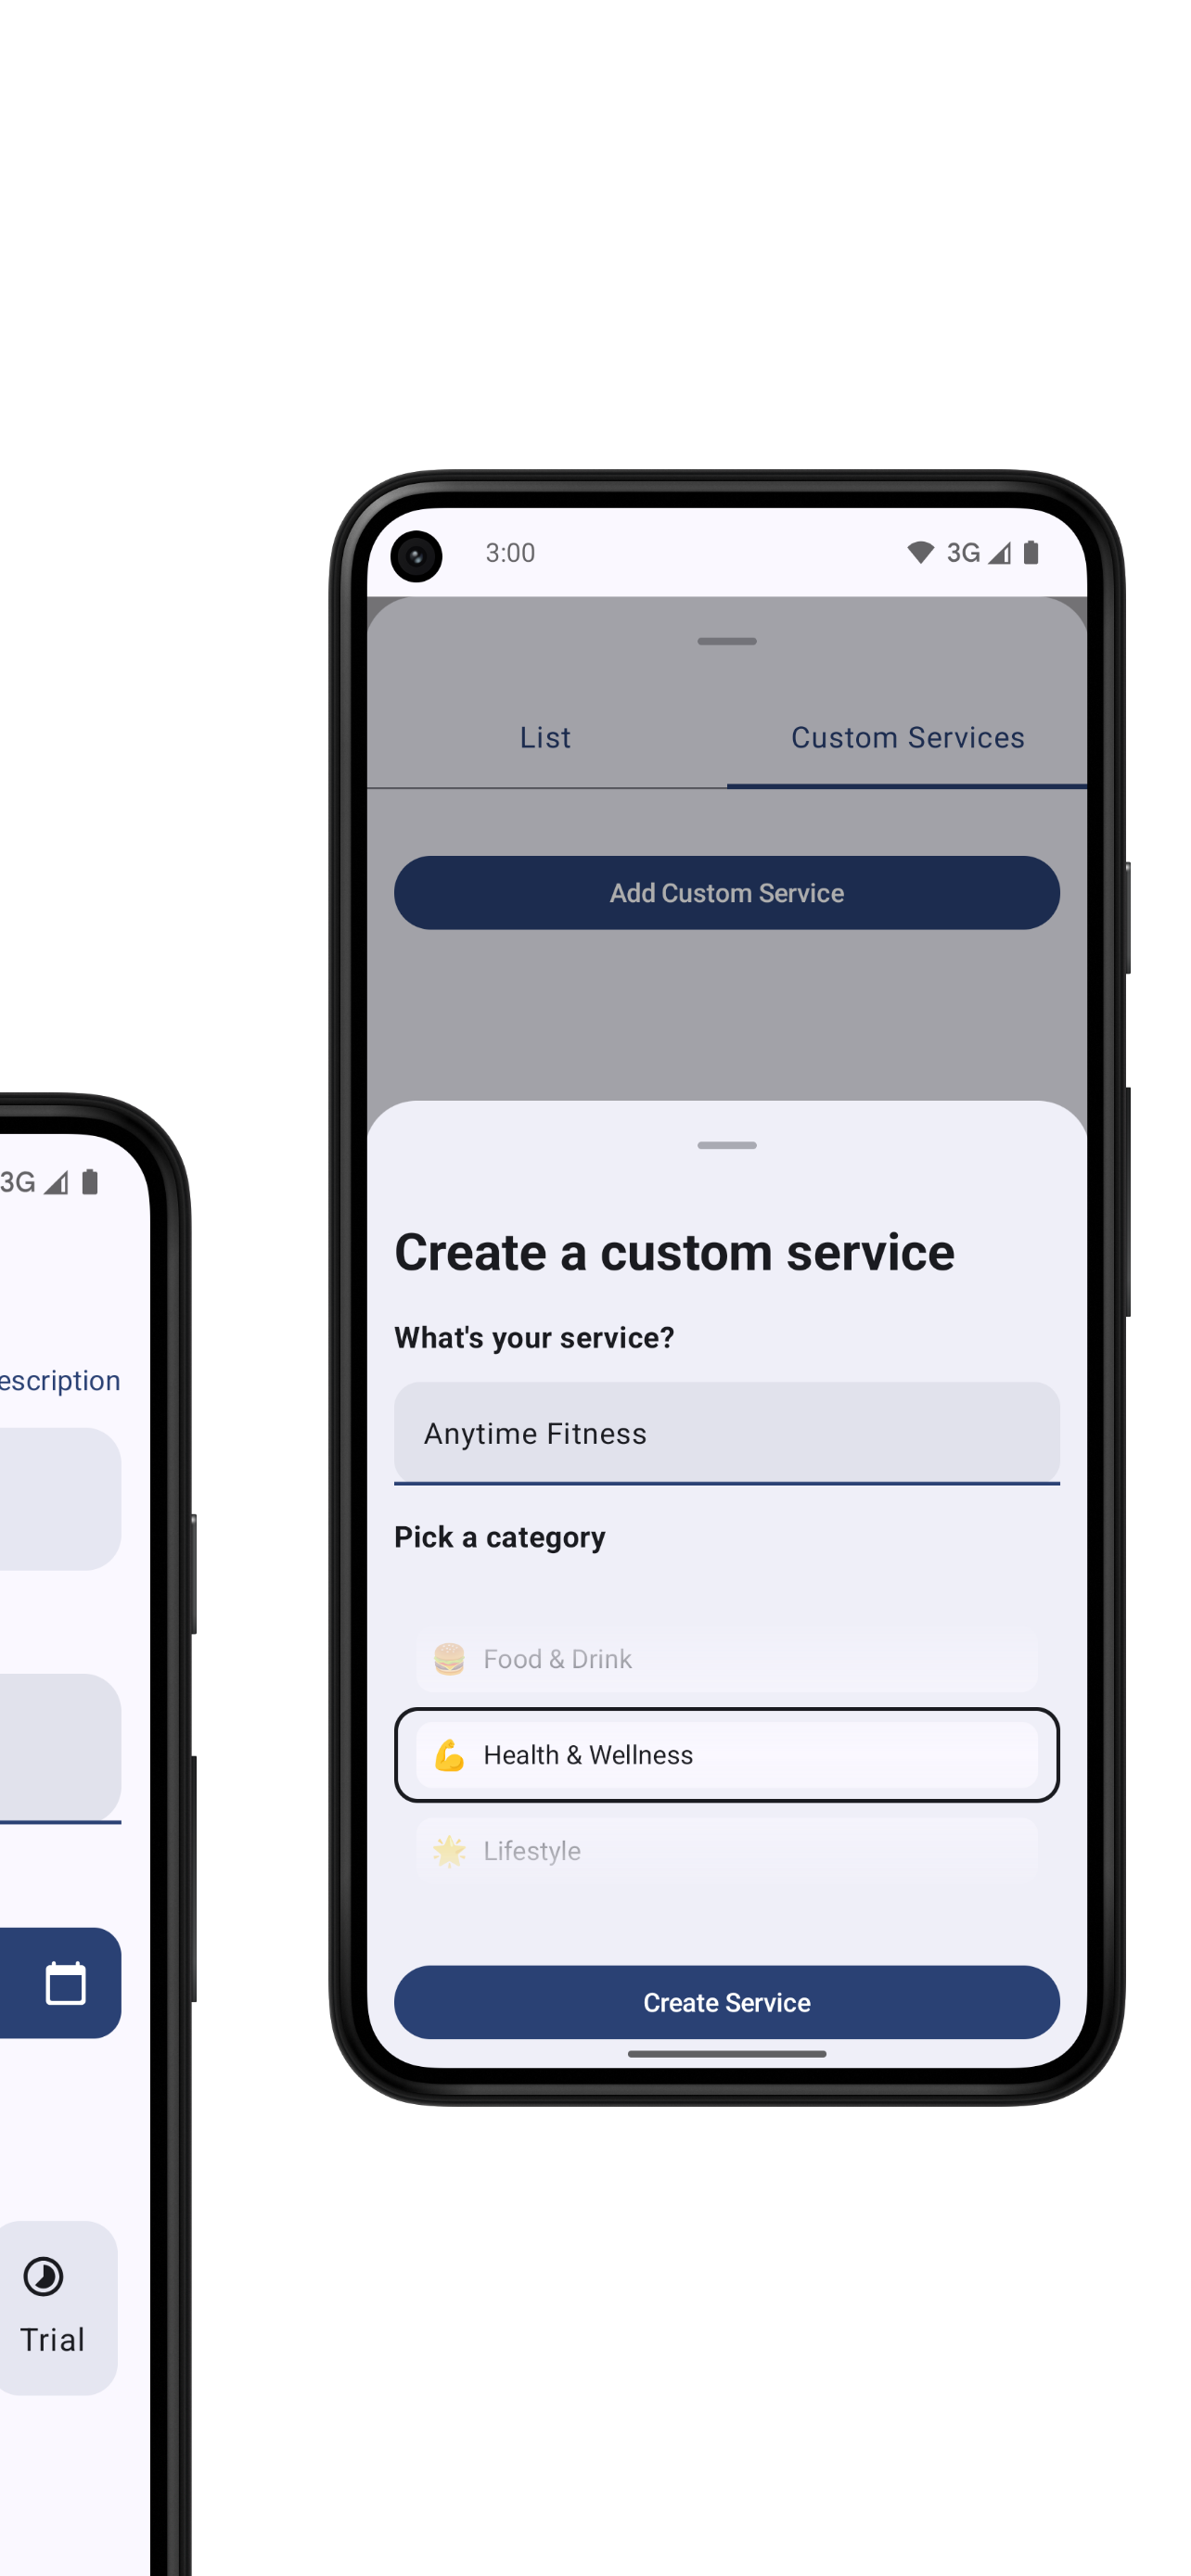 3:00
3G
List
Custom Services
Add Custom Service
Create a custom service
What's your service?
Anytime Fitness
Pick a category
Food & Drink
Health & Wellness
Lifestyle
Create Service
3G
escription
Trial